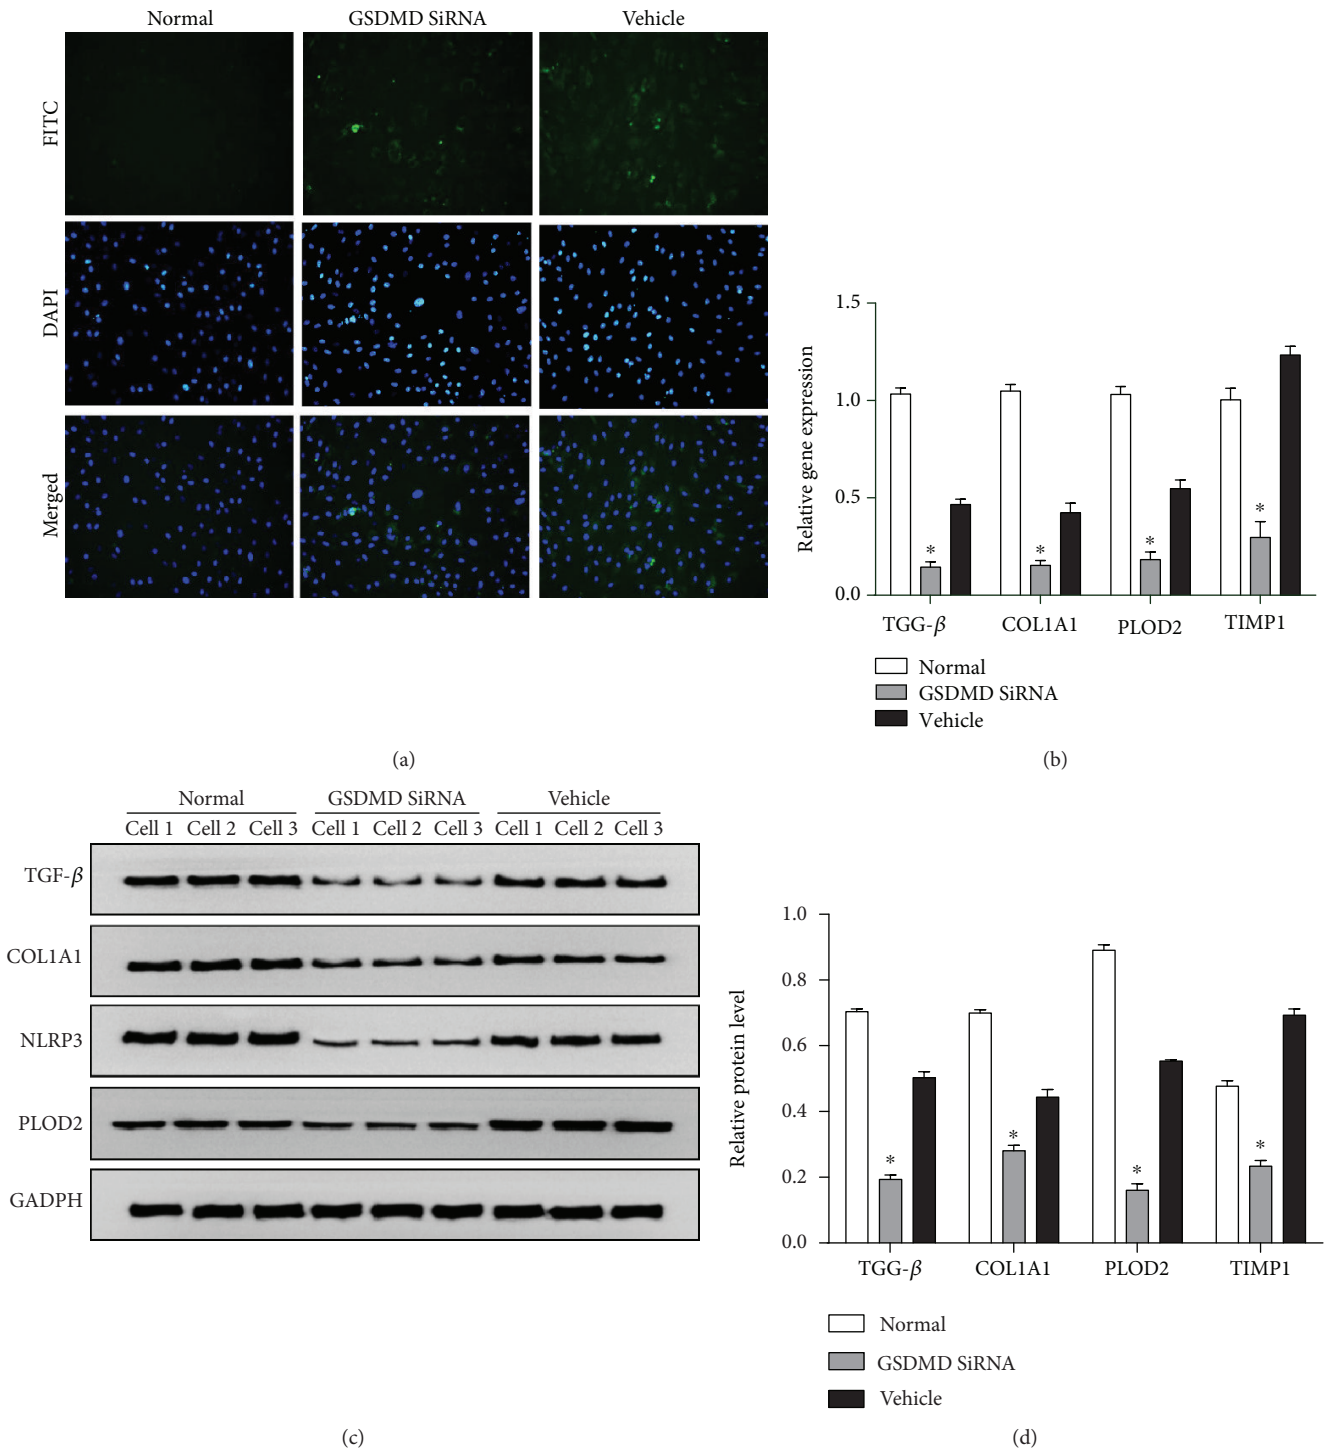 Normal GSDMD SiRNA Vehicle
FITC
DAPI
Merged
(a)
Relative gene expression
1.5
1.0
0.5
0.0
* * * *
TGG-β COL1A1 PLOD2 TIMP1
Normal
GSDMD SiRNA
Vehicle
(b)
Normal GSDMD SiRNA Vehicle
Cell 1 Cell 2 Cell 3 Cell 1 Cell 2 Cell 3 Cell 1 Cell 2 Cell 3
TGF-β
COL1A1
NLRP3
PLOD2
GADPH
(c)
Relative protein level
1.0
0.8
0.6
0.4
0.2
0.0
* * * *
TGG-β COL1A1 PLOD2 TIMP1
Normal
GSDMD SiRNA
Vehicle
(d)